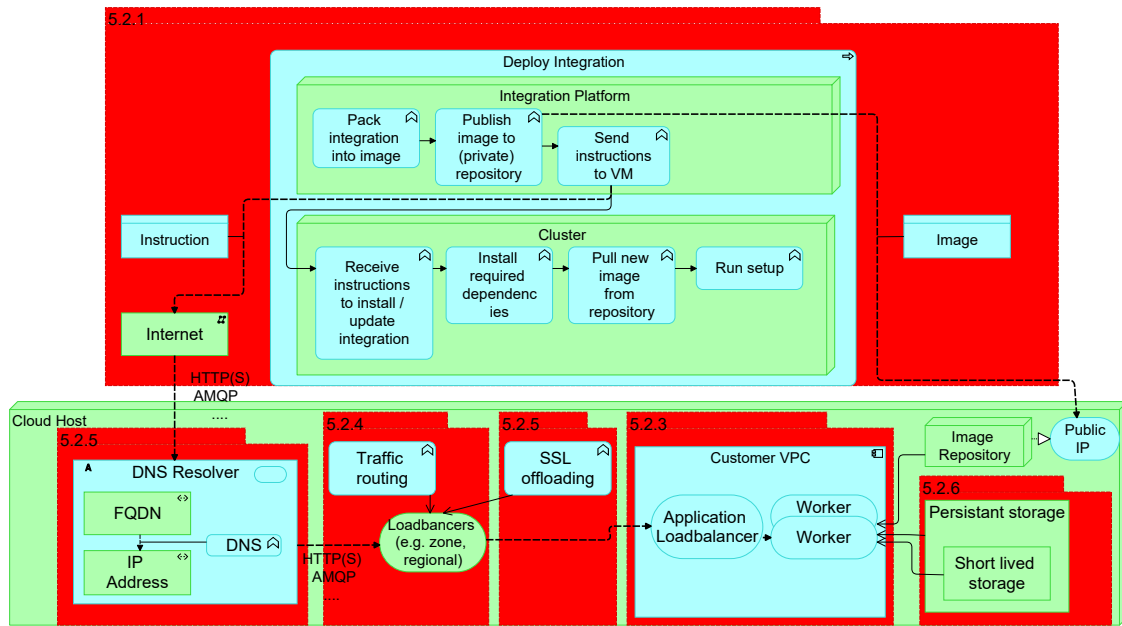 5.2.1
Deploy Integration
Integration Platform
Pack
integration
into image
Publish
image to
(private)
repository
Send
instructions
to VM
Instruction
Image
Cluster
Receive
instructions
to install /
update
integration
Install
required
dependenc
ies
Pull new
image
from
repository
Run setup
Internet
HTTP(S)
AMQP
....
Cloud Host
5.2.5
DNS Resolver
A
FQDN
DNS
IP
Address
HTTP(S)
AMQP
....
5.2.4
Traffic
routing
Loadbancers
(e.g. zone,
regional)
5.2.5
SSL
offloading
5.2.3
Customer VPC
Application
Loadbalancer
Worker
Worker
Image
Repository
Public
IP
5.2.6
Persistant storage
Short lived
storage